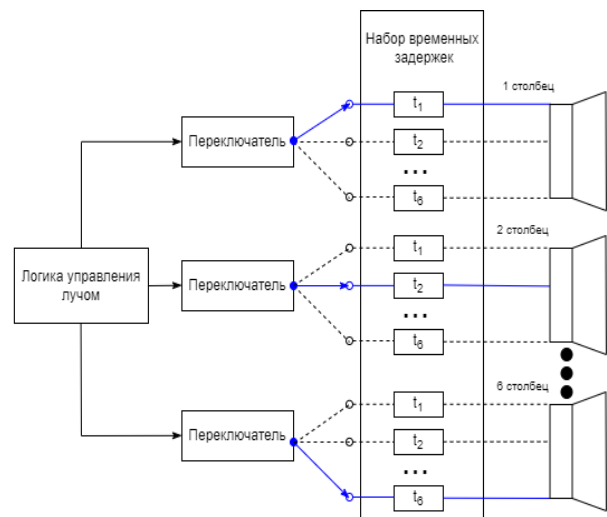 Набор временных
задержек
1 столбец
t₁
Переключатель
t₂
...
t₆
2 столбец
t₁
Логика управления
лучом
Переключатель
t₂
...
t₆
6 столбец
t₁
Переключатель
t₂
...
t₆